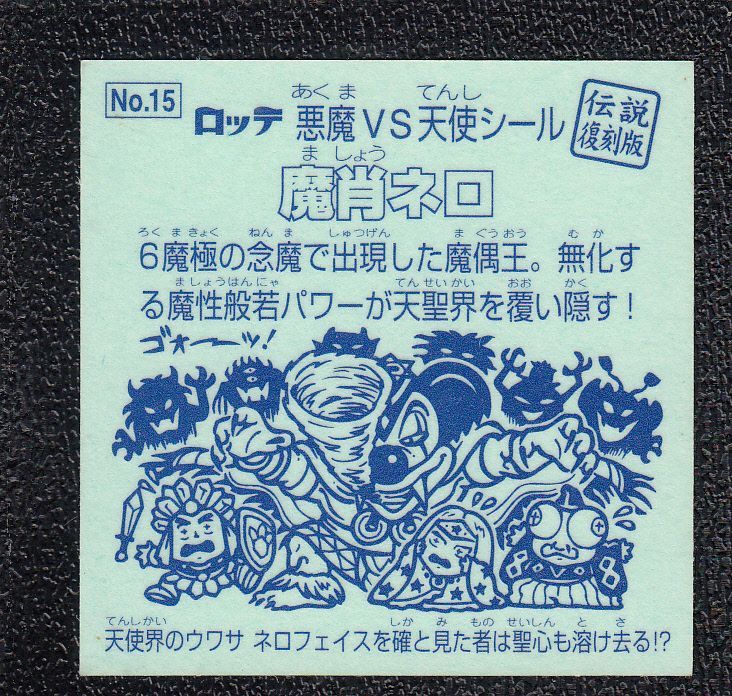 No.15
ロッテ 悪魔VS天使シール
あくま てんし
伝説
復刻版
ましょう
魔肖ネロ
ろくまきょく ねんま しゅつげん まぐうおう むか
6魔極の念魔で出現した魔偶王。無化す
ましょうはんにゃ てんせいかい おお かく
る魔性般若パワーが天聖界を覆い隠す!
ゴォーーッ!
てんしかい しか み もの せいしん と さ
天使界のウワサ ネロフェイスを確と見た者は聖心も溶け去る!?